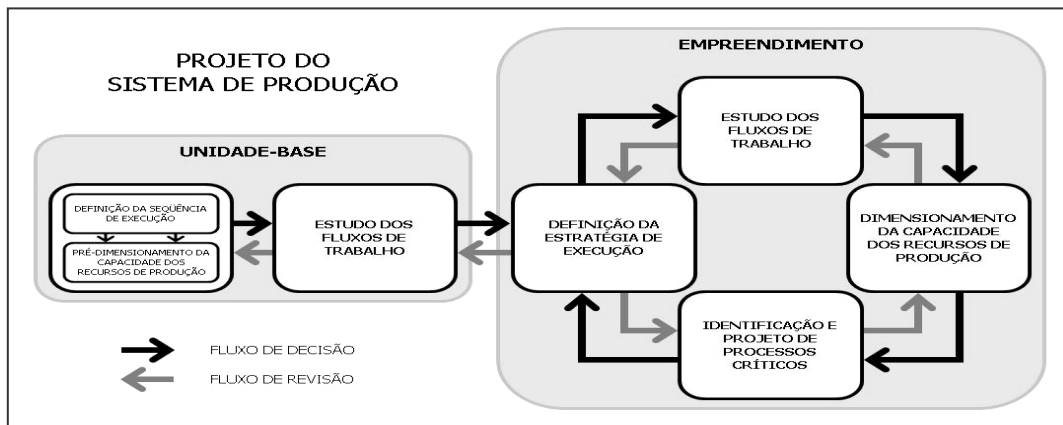 PROJETO DO
SISTEMA DE PRODUÇÃO
UNIDADE-BASE
DEFINIÇÃO DA SEQÜÊNCIA
DE EXECUÇÃO
PRÉ-DIMENSIONAMENTO DA
CAPACIDADE DOS
RECURSOS DE PRODUÇÃO
ESTUDO DOS
FLUXOS DE
TRABALHO
EMPREENDIMENTO
ESTUDO DOS
FLUXOS DE
TRABALHO
DEFINIÇÃO DA
ESTRATÉGIA DE
EXECUÇÃO
DIMENSIONAMENTO
DA CAPACIDADE
DOS RECURSOS DE
PRODUÇÃO
IDENTIFICAÇÃO E
PROJETO DE
PROCESSOS
CRÍTICOS
FLUXO DE DECISÃO
FLUXO DE REVISÃO